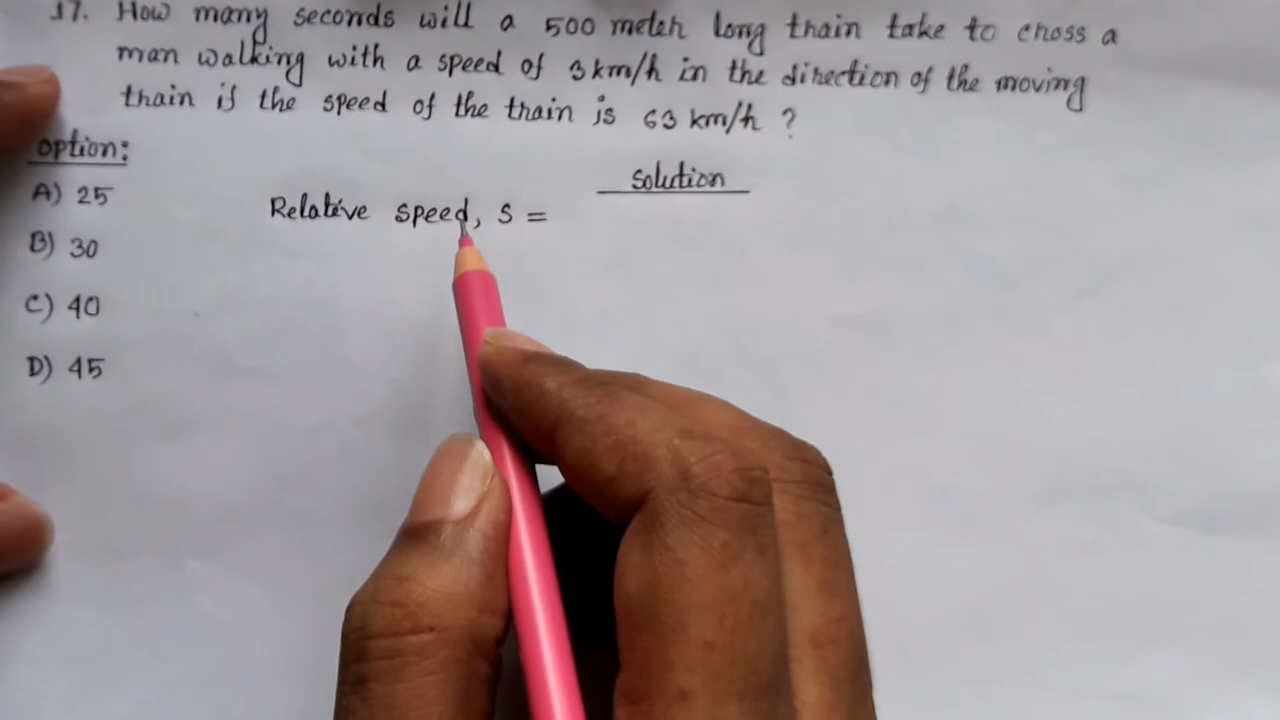 17. How many seconds will a 500 meter long train take to cross a
man walking with a speed of 3 km/h in the direction of the moving
train if the speed of the train is 63 km/h ?
option:
A) 25
B) 30
C) 40
D) 45
Solution
Relative speed, S =